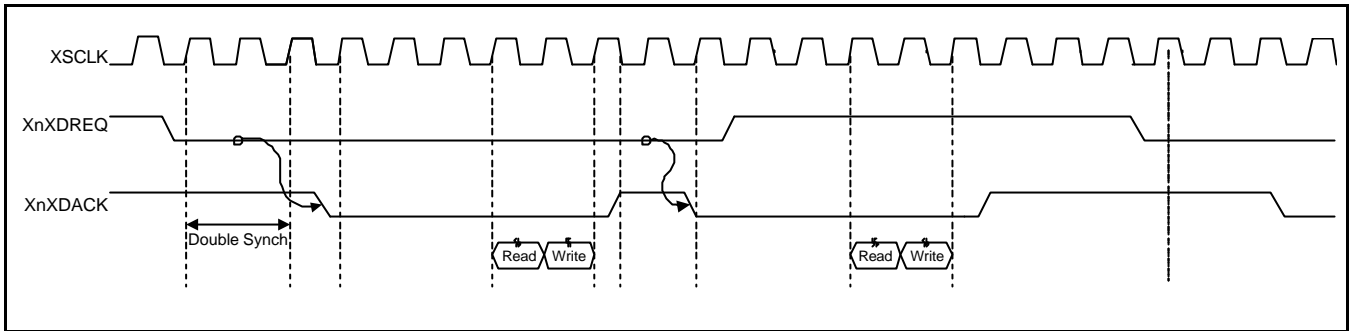 XSCLK
XnXDREQ
XnXDACK
Double Synch
Read Write Read Write